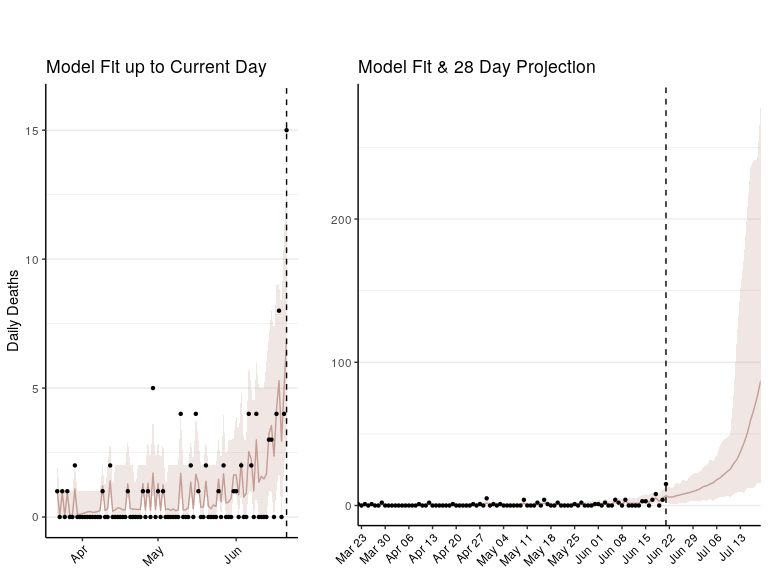 Model Fit up to Current Day
Daily Deaths
15
10
5
0
Apr
May
Jun
Model Fit & 28 Day Projection
200
100
0
Mar 23
Mar 30
Apr 06
Apr 13
Apr 20
Apr 27
May 04
May 11
May 18
May 25
Jun 01
Jun 08
Jun 15
Jun 22
Jun 29
Jul 06
Jul 13